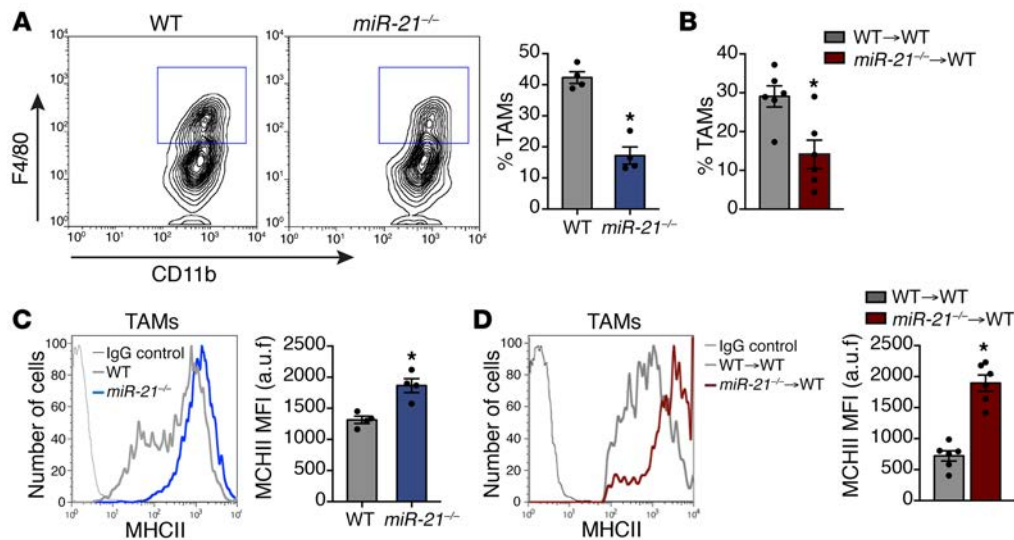 A
WT
miR-21–/–
F4/80
10⁴
10³
10²
10¹
10⁰
10⁰ 10¹ 10² 10³ 10⁴
10⁰ 10¹ 10² 10³ 10⁴
CD11b
% TAMs
50
40
30
20
10
0
*
WT miR-21–/–
B
WT→WT
miR-21–/–→WT
% TAMs
40
30
20
10
0
*
C
TAMs
IgG control
WT
miR-21–/–
Number of cells
100
80
60
40
20
0
10⁰ 10¹ 10² 10³ 10⁴
MHCII
MCHII MFI (a.u.f)
2500
2000
1500
1000
500
0
*
WT miR-21–/–
D
TAMs
IgG control
WT→WT
miR-21–/–→WT
Number of cells
100
80
60
40
20
0
10⁰ 10¹ 10² 10³ 10⁴
MHCII
WT→WT
miR-21–/–→WT
MCHII MFI (a.u.f)
2500
2000
1500
1000
500
0
*